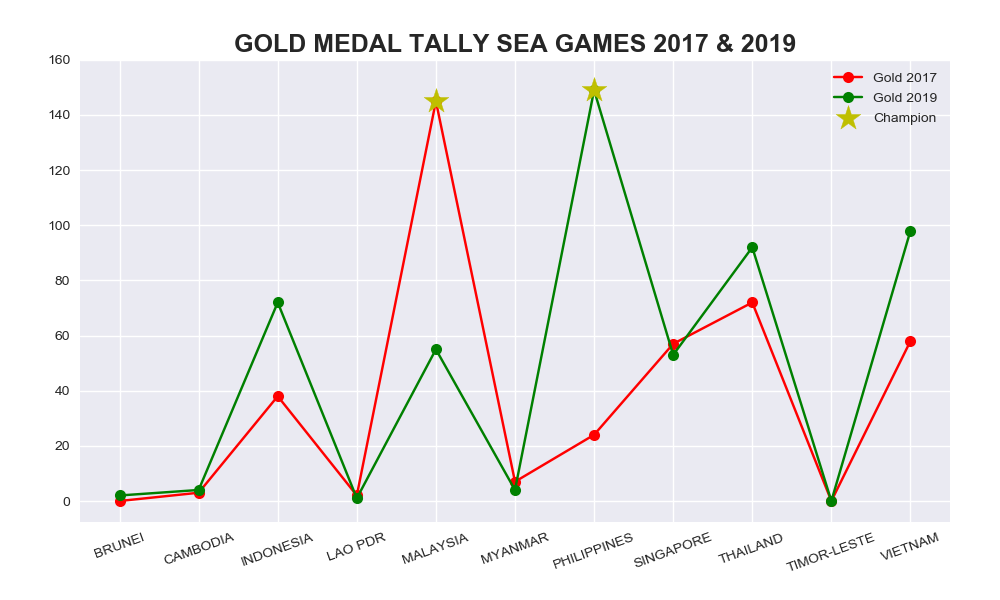 GOLD MEDAL TALLY SEA GAMES 2017 & 2019
160
140
120
100
80
60
40
20
0
Gold 2017
Gold 2019
Champion
BRUNEI
CAMBODIA
INDONESIA
LAO PDR
MALAYSIA
MYANMAR
PHILIPPINES
SINGAPORE
THAILAND
TIMOR-LESTE
VIETNAM